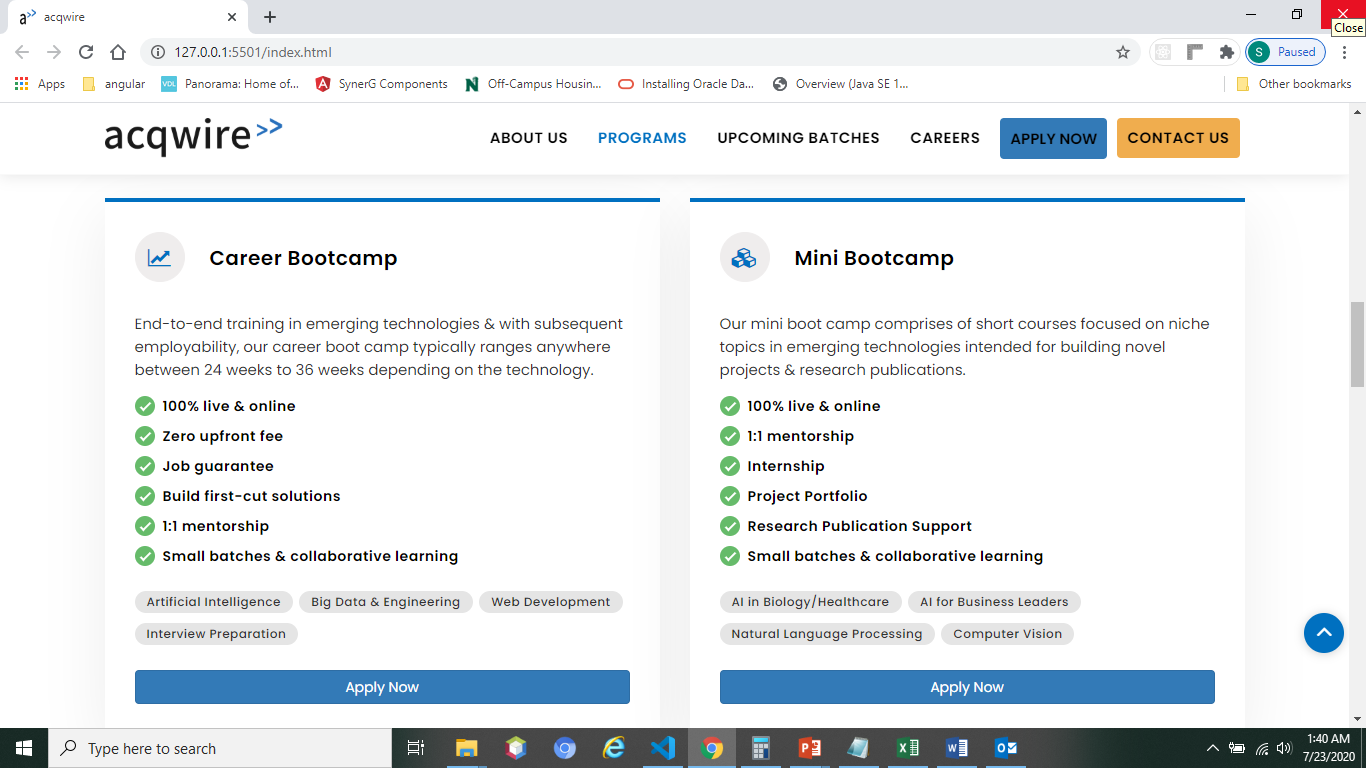 acqwire
Close
127.0.0.1:5501/index.html
S Paused
Apps angular Panorama: Home of... SynerG Components Off-Campus Housin... Installing Oracle Da... Overview (Java SE 1... Other bookmarks
acqwire >>
ABOUT US PROGRAMS UPCOMING BATCHES CAREERS APPLY NOW CONTACT US
Career Bootcamp
End-to-end training in emerging technologies & with subsequent
employability, our career boot camp typically ranges anywhere
between 24 weeks to 36 weeks depending on the technology.
100% live & online
Zero upfront fee
Job guarantee
Build first-cut solutions
1:1 mentorship
Small batches & collaborative learning
Artificial Intelligence Big Data & Engineering Web Development
Interview Preparation
Apply Now
Mini Bootcamp
Our mini boot camp comprises of short courses focused on niche
topics in emerging technologies intended for building novel
projects & research publications.
100% live & online
1:1 mentorship
Internship
Project Portfolio
Research Publication Support
Small batches & collaborative learning
AI in Biology/Healthcare AI for Business Leaders
Natural Language Processing Computer Vision
Apply Now
Type here to search
1:40 AM
7/23/2020